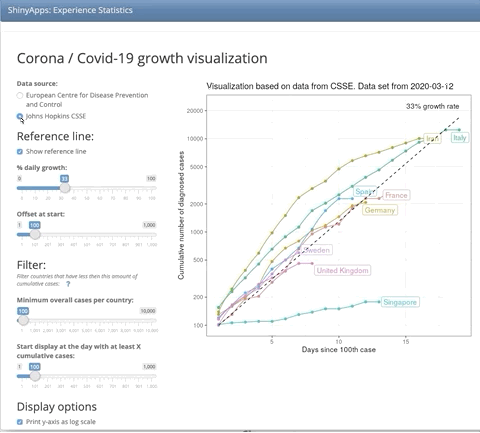 ShinyApps: Experience Statistics
Corona / Covid-19 growth visualization
Data source:
European Centre for Disease Prevention
and Control
Johns Hopkins CSSE
Reference line:
Show reference line
% daily growth:
0 33 100
Offset at start:
1 100 1,000
Filter:
Filter countries that have less then this amount of
cumulative cases: ?
Minimum overall cases per country:
100 10,000
Start display at the day with at least X
cumulative cases:
1 100 1,000
Display options
Print y-axis as log scale
Visualization based on data from CSSE. Data set from 2020-03-12
33% growth rate
Cumulative number of diagnosed cases
20000
10000
5000
2000
1000
500
200
100
Iran
Italy
Spain
France
Germany
Sweden
United Kingdom
Singapore
5 10 15
Days since 100th case